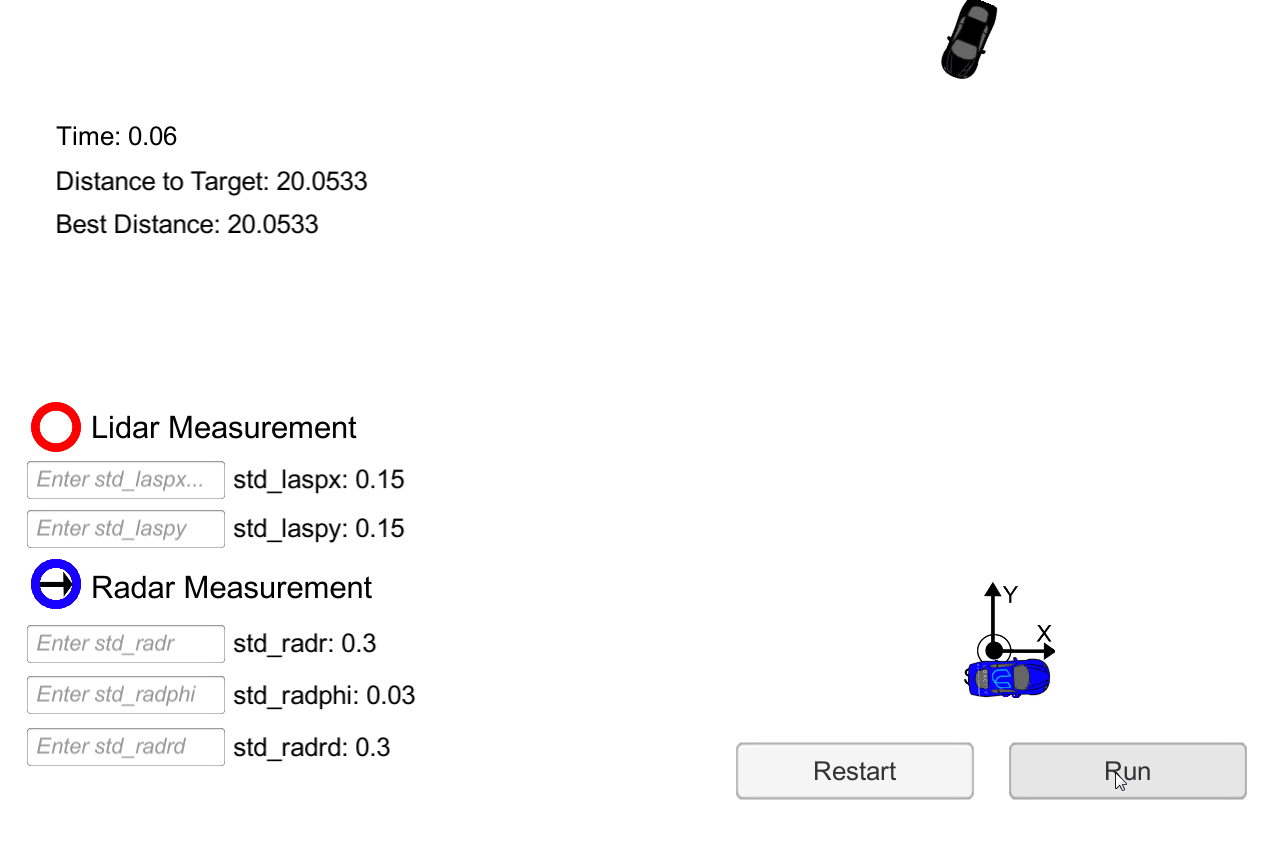 Time: 0.06
Distance to Target: 20.0533
Best Distance: 20.0533
Lidar Measurement
Enter std_laspx... std_laspx: 0.15
Enter std_laspy std_laspy: 0.15
Radar Measurement
Enter std_radr std_radr: 0.3
Enter std_radphi std_radphi: 0.03
Enter std_radrd std_radrd: 0.3
Y
X
Restart
Run